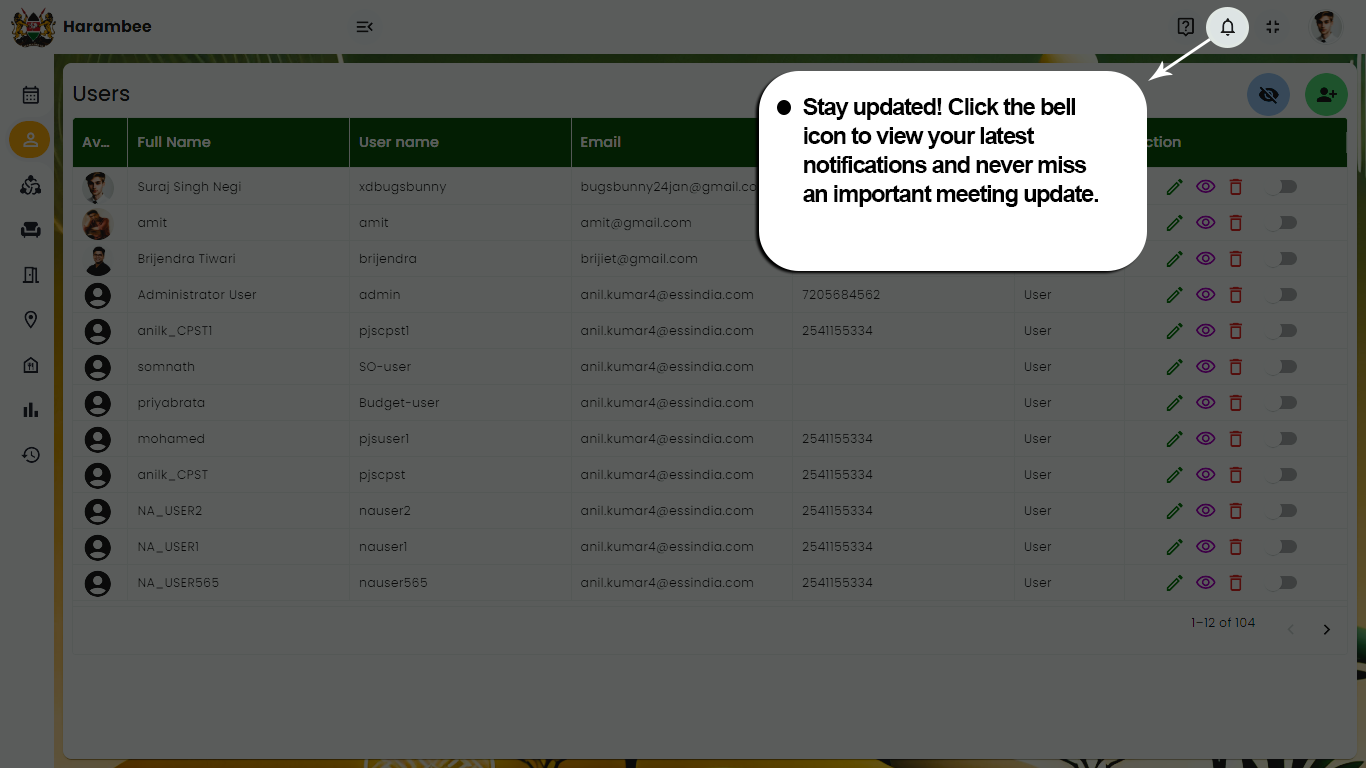 Harambee
Users
Stay updated! Click the bell
icon to view your latest
notifications and never miss
an important meeting update.
Av... Full Name User name Email ction
Suraj Singh Negi xdbugsbunny bugsbunny24jan@gmail.co
amit amit amit@gmail.com
Brijendra Tiwari brijendra brijiet@gmail.com
Administrator User admin anil.kumar4@essindia.com 7205684562 User
anilk_CPST1 pjscpst1 anil.kumar4@essindia.com 2541155334 User
somnath SO-user anil.kumar4@essindia.com User
priyabrata Budget-user anil.kumar4@essindia.com User
mohamed pjsuser1 anil.kumar4@essindia.com 2541155334 User
anilk_CPST pjscpst anil.kumar4@essindia.com 2541155334 User
NA_USER2 nauser2 anil.kumar4@essindia.com 2541155334 User
NA_USER1 nauser1 anil.kumar4@essindia.com 2541155334 User
NA_USER565 nauser565 anil.kumar4@essindia.com 2541155334 User
1–12 of 104